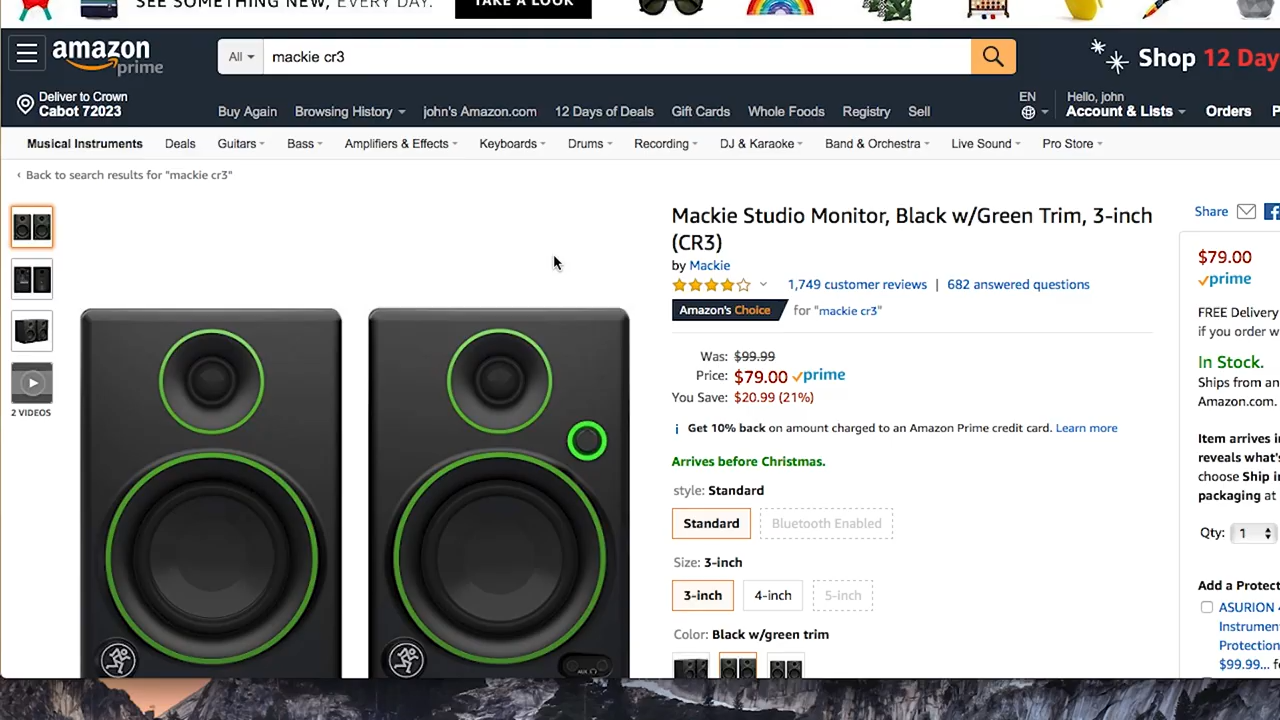 SEE SOMETHING NEW, EVERY DAY. TAKE A LOOK
amazon prime
All mackie cr3
Shop 12 Day
Deliver to Crown
Cabot 72023
Buy Again Browsing History john's Amazon.com 12 Days of Deals Gift Cards Whole Foods Registry Sell
EN
Hello, john
Account & Lists Orders
Musical Instruments Deals Guitars Bass Amplifiers & Effects Keyboards Drums Recording DJ & Karaoke Band & Orchestra Live Sound Pro Store
‹ Back to search results for "mackie cr3"
2 VIDEOS
AUX
Mackie Studio Monitor, Black w/Green Trim, 3-inch
(CR3)
by Mackie
1,749 customer reviews | 682 answered questions
Amazon's Choice for "mackie cr3"
Was: $99.99
Price: $79.00 prime
You Save: $20.99 (21%)
i Get 10% back on amount charged to an Amazon Prime credit card. Learn more
Arrives before Christmas.
style: Standard
Standard Bluetooth Enabled
Size: 3-inch
3-inch 4-inch 5-inch
Color: Black w/green trim
Share
$79.00
prime
FREE Delivery
if you order w
In Stock.
Ships from an
Amazon.com.
Item arrives i
reveals what's
choose Ship in
packaging at
Qty: 1
Add a Protect
ASURION
Instrumen
Protection
$99.99... f